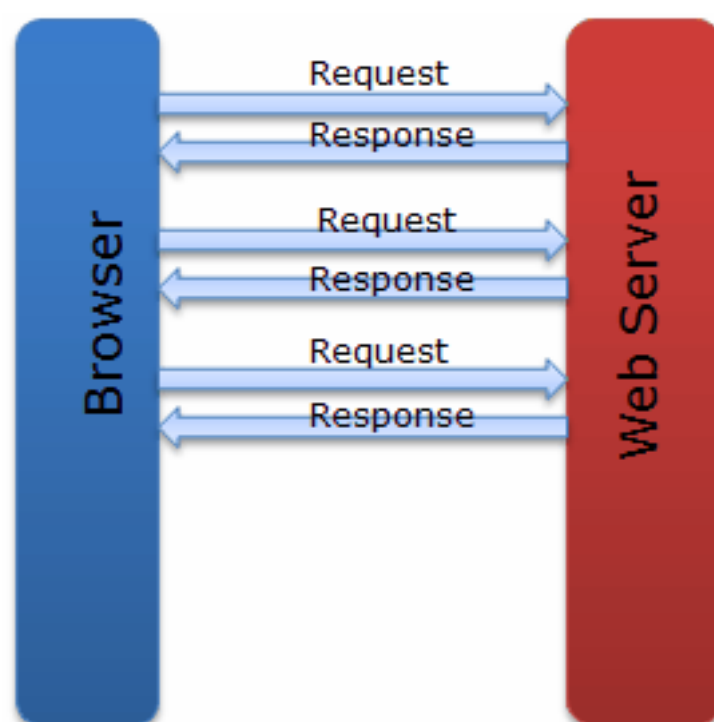 Browser
Request
Response
Request
Response
Request
Response
Web Server